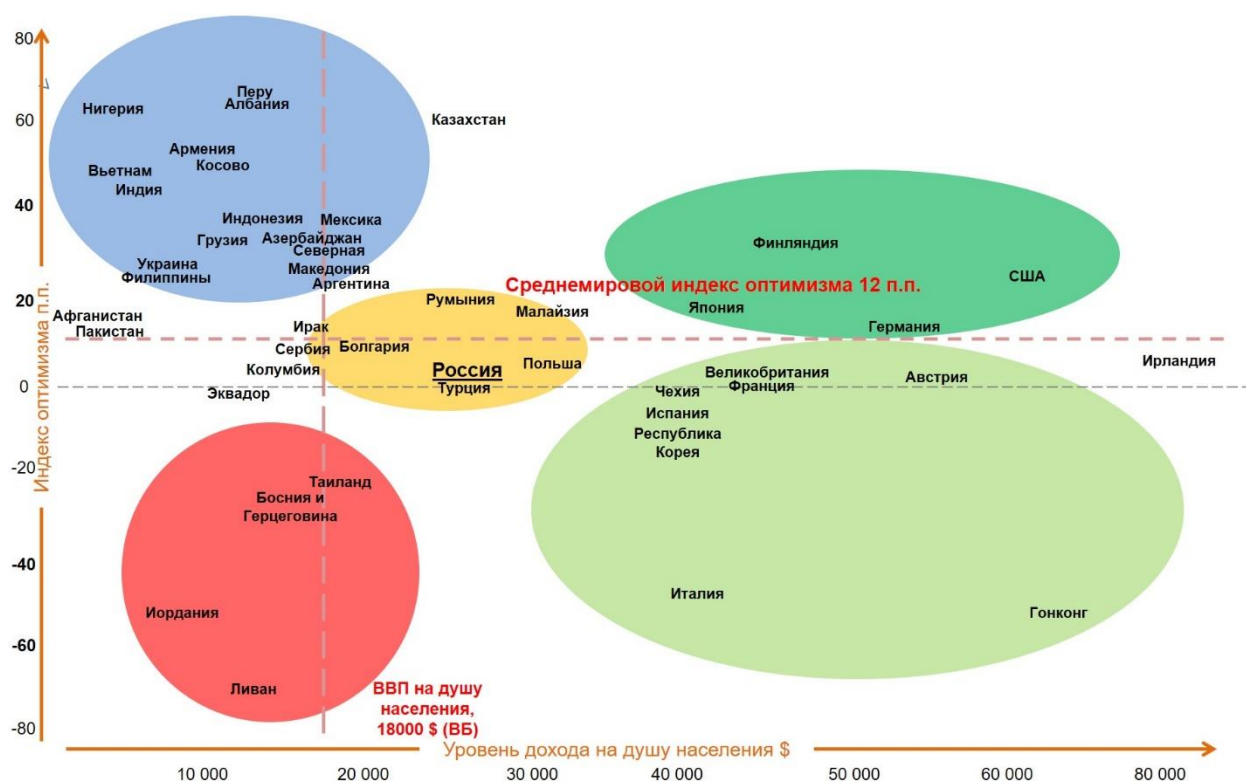 80
Перу
Албания
Нигерия
60
Казахстан
Армения
Косово
Вьетнам
Индия
40
Индонезия
Мексика
Грузия
Азербайджан
Северная
Македония
Украина
Филиппины
Аргентина
Финляндия
США
Среднемировой индекс оптимизма 12 п.п.
20
Румыния
Малайзия
Япония
Афганистан
Пакистан
Ирак
Германия
Сербия
Болгария
Колумбия
Россия
Польша
Великобритания
Франция
Австрия
Ирландия
0
Эквадор
Турция
Чехия
Испания
Республика
Корея
Индекс оптимизма п.п.
-20
Таиланд
Босния и
Герцеговина
-40
Иордания
Италия
Гонконг
-60
Ливан
ВВП на душу
населения,
18000 $ (ВБ)
-80
Уровень дохода на душу населения $
10 000
20 000
30 000
40 000
50 000
60 000
80 000